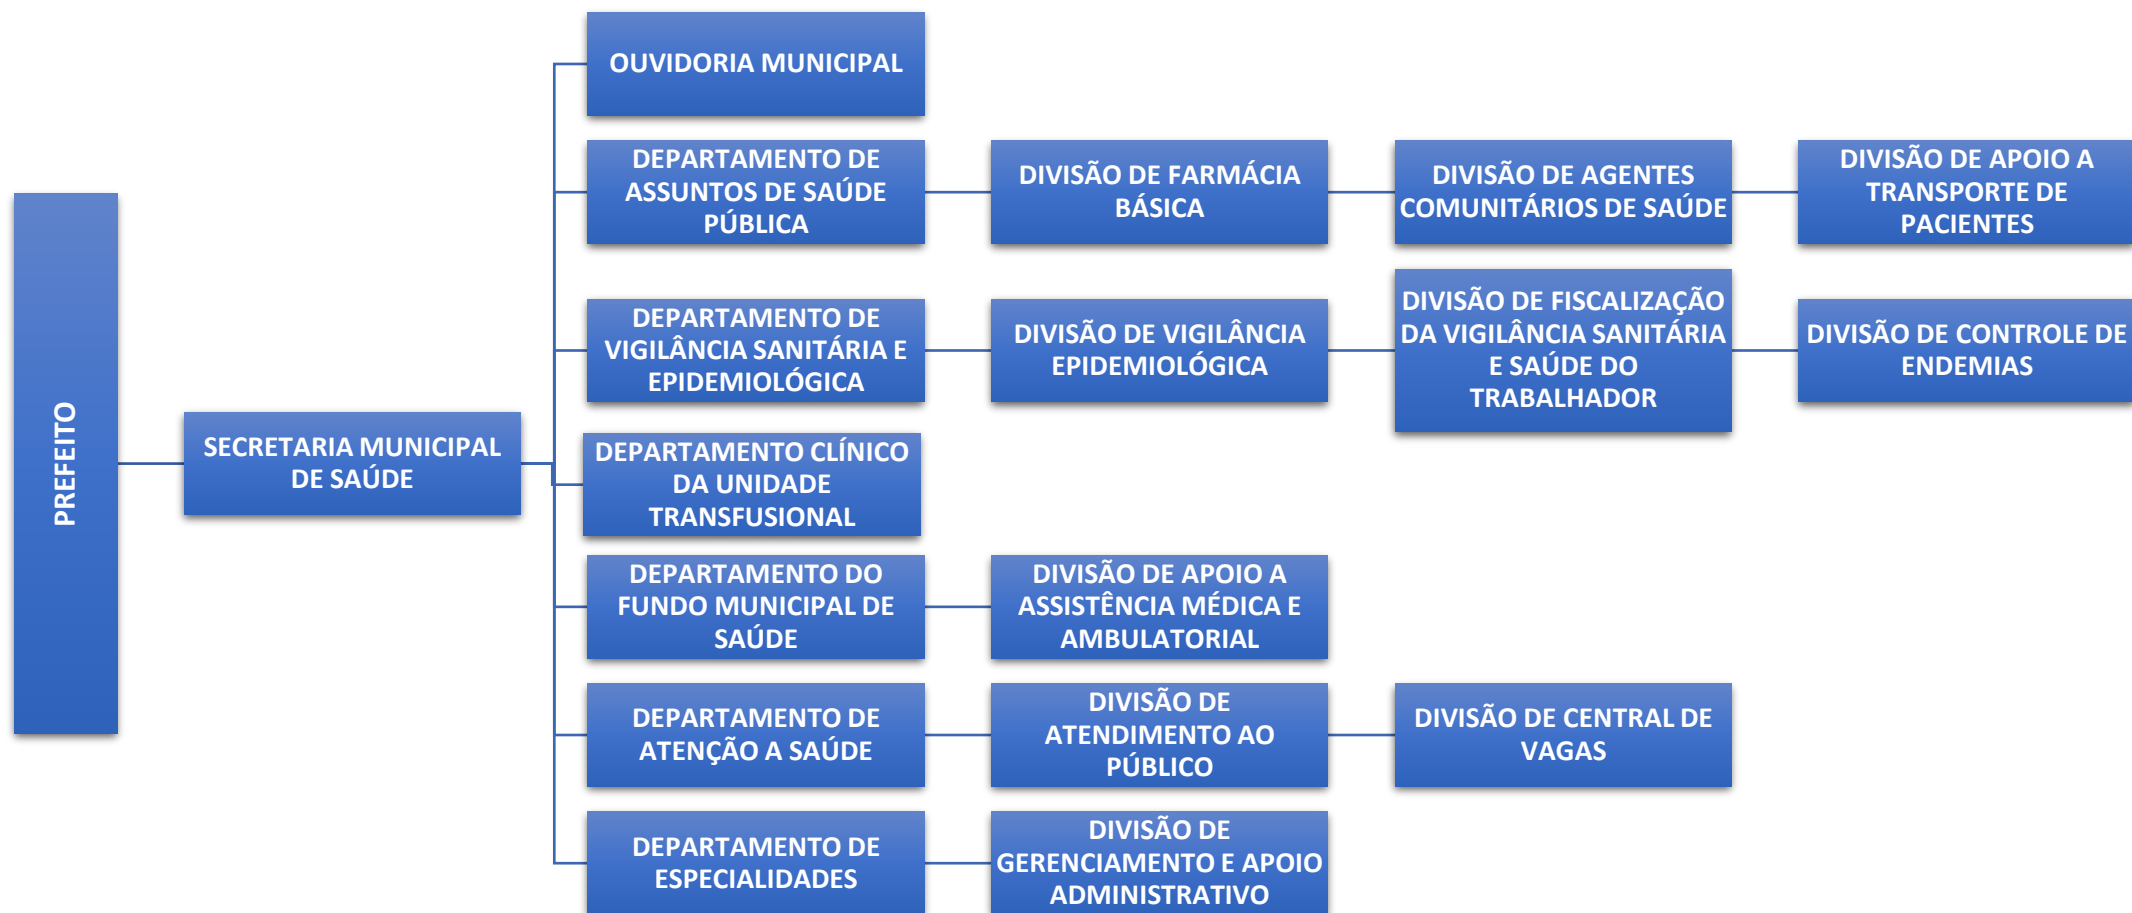 PREFEITO
SECRETARIA MUNICIPAL
DE SAÚDE
OUVIDORIA MUNICIPAL
DEPARTAMENTO DE
ASSUNTOS DE SAÚDE
PÚBLICA
DIVISÃO DE FARMÁCIA
BÁSICA
DIVISÃO DE AGENTES
COMUNITÁRIOS DE SAÚDE
DIVISÃO DE APOIO A
TRANSPORTE DE
PACIENTES
DEPARTAMENTO DE
VIGILÂNCIA SANITÁRIA E
EPIDEMIOLÓGICA
DIVISÃO DE VIGILÂNCIA
EPIDEMIOLÓGICA
DIVISÃO DE FISCALIZAÇÃO
DA VIGILÂNCIA SANITÁRIA
E SAÚDE DO
TRABALHADOR
DIVISÃO DE CONTROLE DE
ENDEMIAS
DEPARTAMENTO CLÍNICO
DA UNIDADE
TRANSFUSIONAL
DEPARTAMENTO DO
FUNDO MUNICIPAL DE
SAÚDE
DIVISÃO DE APOIO A
ASSISTÊNCIA MÉDICA E
AMBULATORIAL
DEPARTAMENTO DE
ATENÇÃO A SAÚDE
DIVISÃO DE
ATENDIMENTO AO
PÚBLICO
DIVISÃO DE CENTRAL DE
VAGAS
DEPARTAMENTO DE
ESPECIALIDADES
DIVISÃO DE
GERENCIAMENTO E APOIO
ADMINISTRATIVO